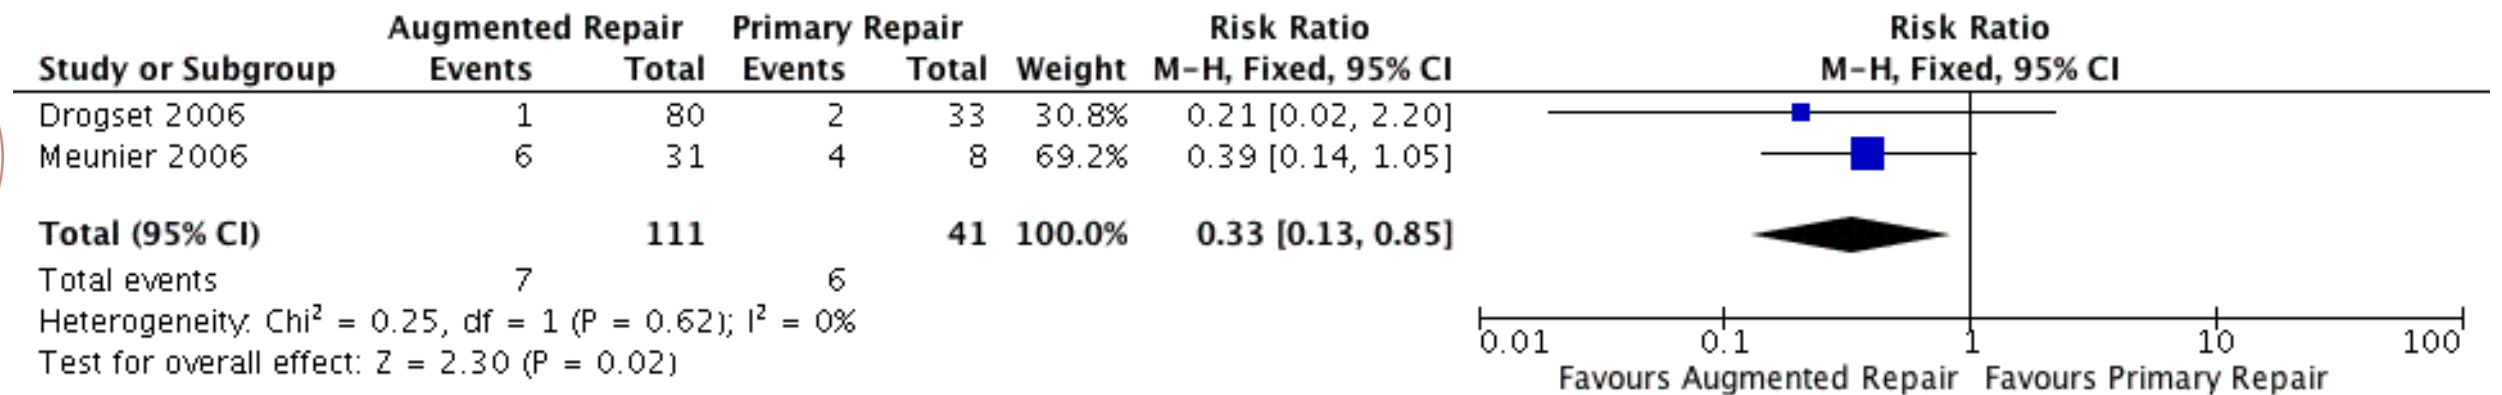 Augmented Repair Primary Repair Risk Ratio Risk Ratio
Study or Subgroup Events Total Events Total Weight M-H, Fixed, 95% CI M-H, Fixed, 95% CI
Drogset 2006 1 80 2 33 30.8% 0.21 [0.02, 2.20]
Meunier 2006 6 31 4 8 69.2% 0.39 [0.14, 1.05]
Total (95% CI) 111 41 100.0% 0.33 [0.13, 0.85]
Total events 7 6
Heterogeneity: Chi² = 0.25, df = 1 (P = 0.62); I² = 0%
Test for overall effect: Z = 2.30 (P = 0.02)
0.01 0.1 1 10 100
Favours Augmented Repair Favours Primary Repair